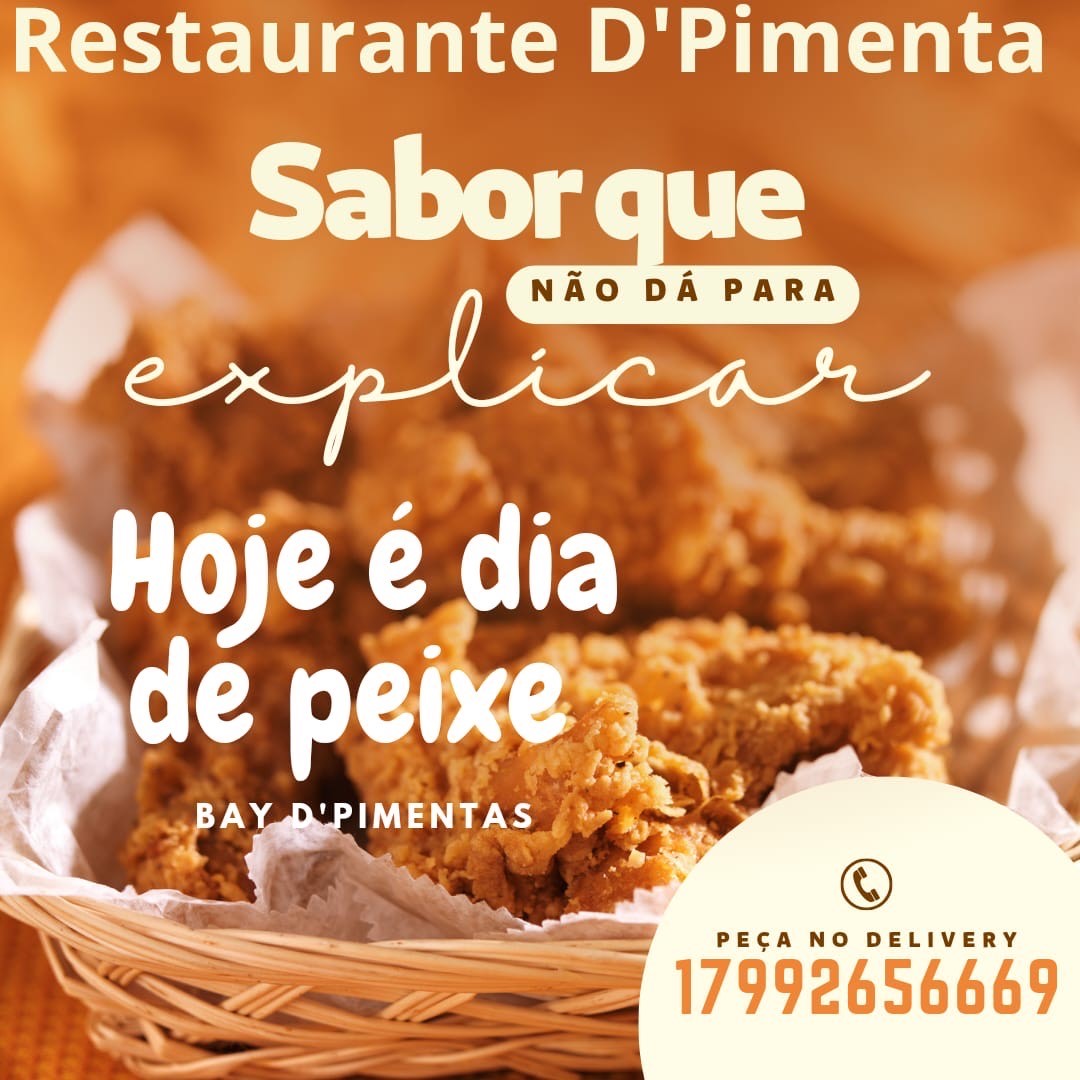 Restaurante D'Pimenta
Sabor que
NÃO DÁ PARA
explicar
Hoje é dia
de peixe
BAY D'PIMENTAS
PEÇA NO DELIVERY
17992656669